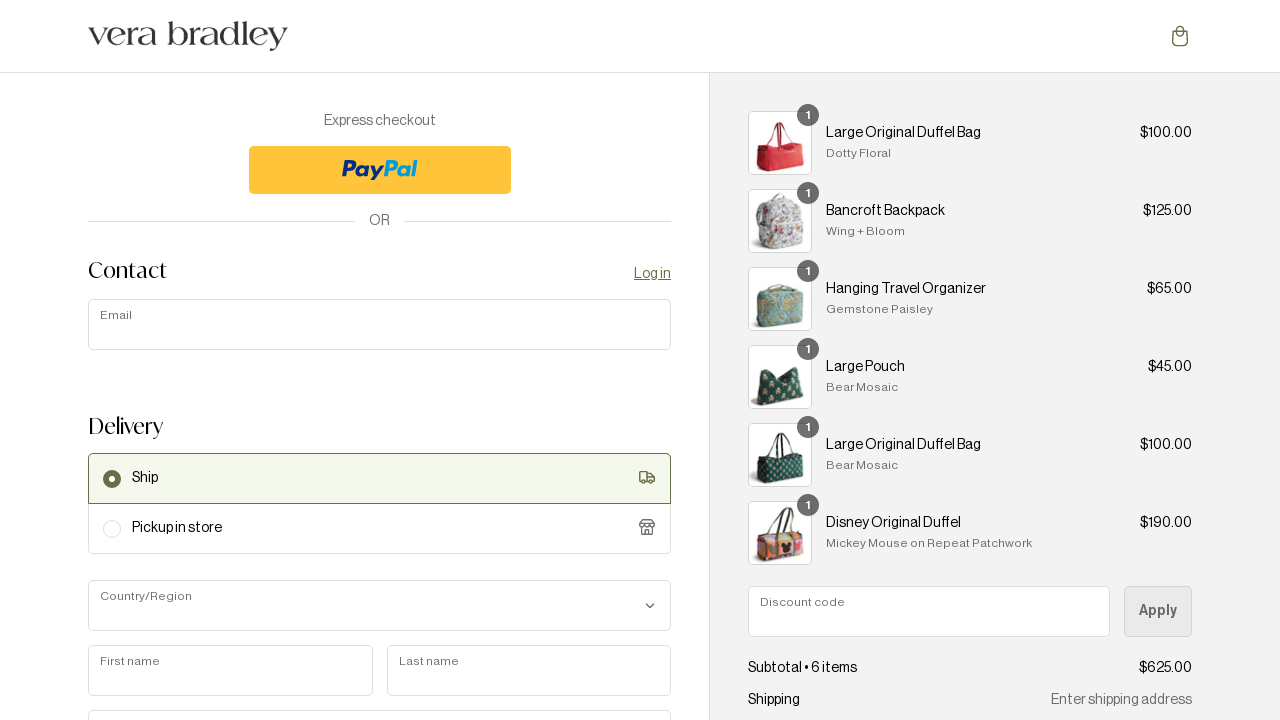 vera bradley
Express checkout
PayPal
OR
Contact
Log in
Email
Delivery
Ship
Pickup in store
Country/Region
First name
Last name
1
Large Original Duffel Bag
$100.00
Dotty Floral
1
Bancroft Backpack
$125.00
Wing + Bloom
1
Hanging Travel Organizer
$65.00
Gemstone Paisley
1
Large Pouch
$45.00
Bear Mosaic
1
Large Original Duffel Bag
$100.00
Bear Mosaic
1
Disney Original Duffel
$190.00
Mickey Mouse on Repeat Patchwork
Discount code
Apply
Subtotal • 6 items
$625.00
Shipping
Enter shipping address